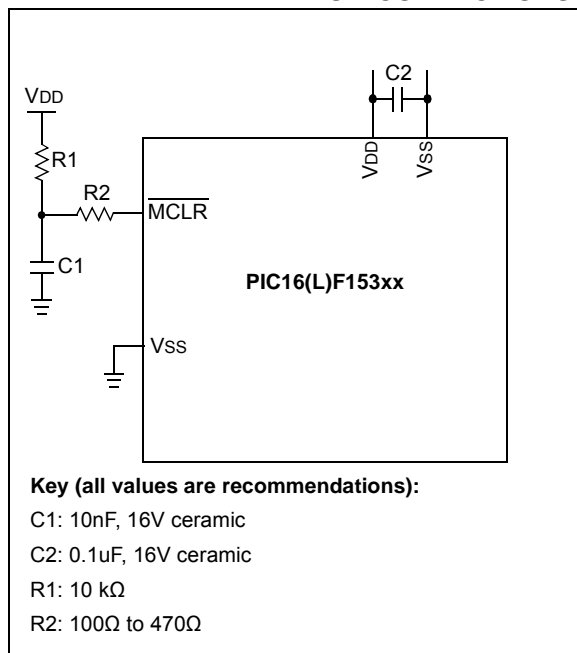 C2
VDD
R1
VDD
VSS
R2
MCLR
C1
PIC16(L)F153xx
VSS
Key (all values are recommendations):
C1: 10nF, 16V ceramic
C2: 0.1uF, 16V ceramic
R1: 10 kΩ
R2: 100Ω to 470Ω